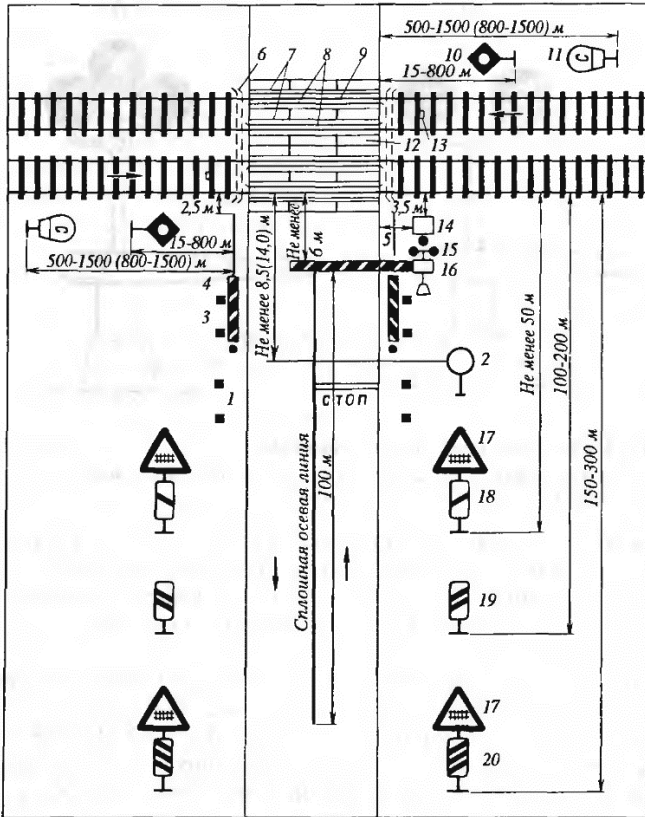 500-1500 (800-1500) м
6 7 8 9 10 11
С
15-800 м
12 13
2,5 м
3,5 м
14
С
15-800 м
500-1500 (800-1500) м
Не менее 8,5(14,0) м
Не менее
6 м
5
15
16
4
3
2
1
СТОП
Не менее 50 м
100-200 м
150-300 м
Сплошная осевая линия
100 м
17
18
19
17
20